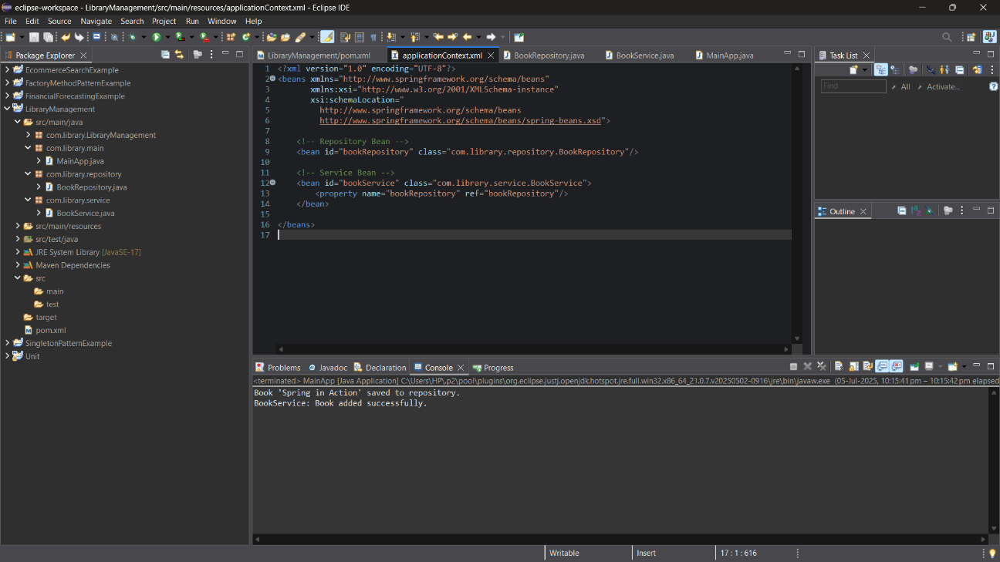 eclipse-workspace - LibraryManagement/src/main/resources/applicationContext.xml - Eclipse IDE
File Edit Source Navigate Search Project Run Window Help
Package Explorer
EcommerceSearchExample
FactoryMethodPatternExample
FinancialForecastingExample
LibraryManagement
src/main/java
com.library.LibraryManagement
com.library.main
MainApp.java
com.library.repository
BookRepository.java
com.library.service
BookService.java
src/main/resources
src/test/java
JRE System Library [JavaSE-17]
Maven Dependencies
src
main
test
target
pom.xml
SingletonPatternExample
Unit
LibraryManagement/pom.xml applicationContext.xml BookRepository.java BookService.java MainApp.java
1 <?xml version="1.0" encoding="UTF-8"?>
2 <beans xmlns="http://www.springframework.org/schema/beans"
3 xmlns:xsi="http://www.w3.org/2001/XMLSchema-instance"
4 xsi:schemaLocation="
5 http://www.springframework.org/schema/beans
6 http://www.springframework.org/schema/beans/spring-beans.xsd">
7
8 <!-- Repository Bean -->
9 <bean id="bookRepository" class="com.library.repository.BookRepository"/>
10
11 <!-- Service Bean -->
12 <bean id="bookService" class="com.library.service.BookService">
13 <property name="bookRepository" ref="bookRepository"/>
14 </bean>
15
16 </beans>
17
Task List
Find All Activate...
Outline
Problems Javadoc Declaration Console Progress
<terminated> MainApp [Java Application] C:\Users\HP\.p2\pool\plugins\org.eclipse.justj.openjdk.hotspot.jre.full.win32.x86_64_21.0.7.v20250502-0916\jre\bin\javaw.exe (05-Jul-2025, 10:15:41 pm – 10:15:42 pm elapsed
Book 'Spring in Action' saved to repository.
BookService: Book added successfully.
Writable Insert 17 : 1 : 616